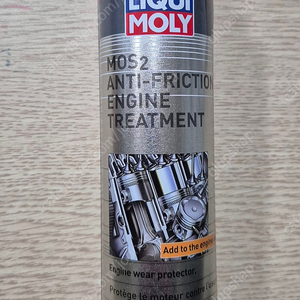 LIQUI
MOLY
MOS2
ANTI-FRICTION
ENGINE
TREATMENT
Add to the engine
Engine wear protector.
Protège le moteur contre